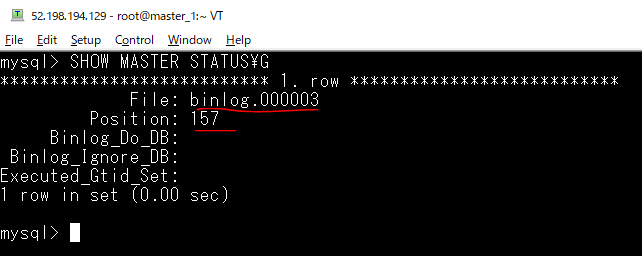 52.198.194.129 - root@master_1:~ VT
File Edit Setup Control Window Help
mysql> SHOW MASTER STATUS¥G
*************************** 1. row ***************************
File: binlog.000003
Position: 157
Binlog_Do_DB:
Binlog_Ignore_DB:
Executed_Gtid_Set:
1 row in set (0.00 sec)
mysql>